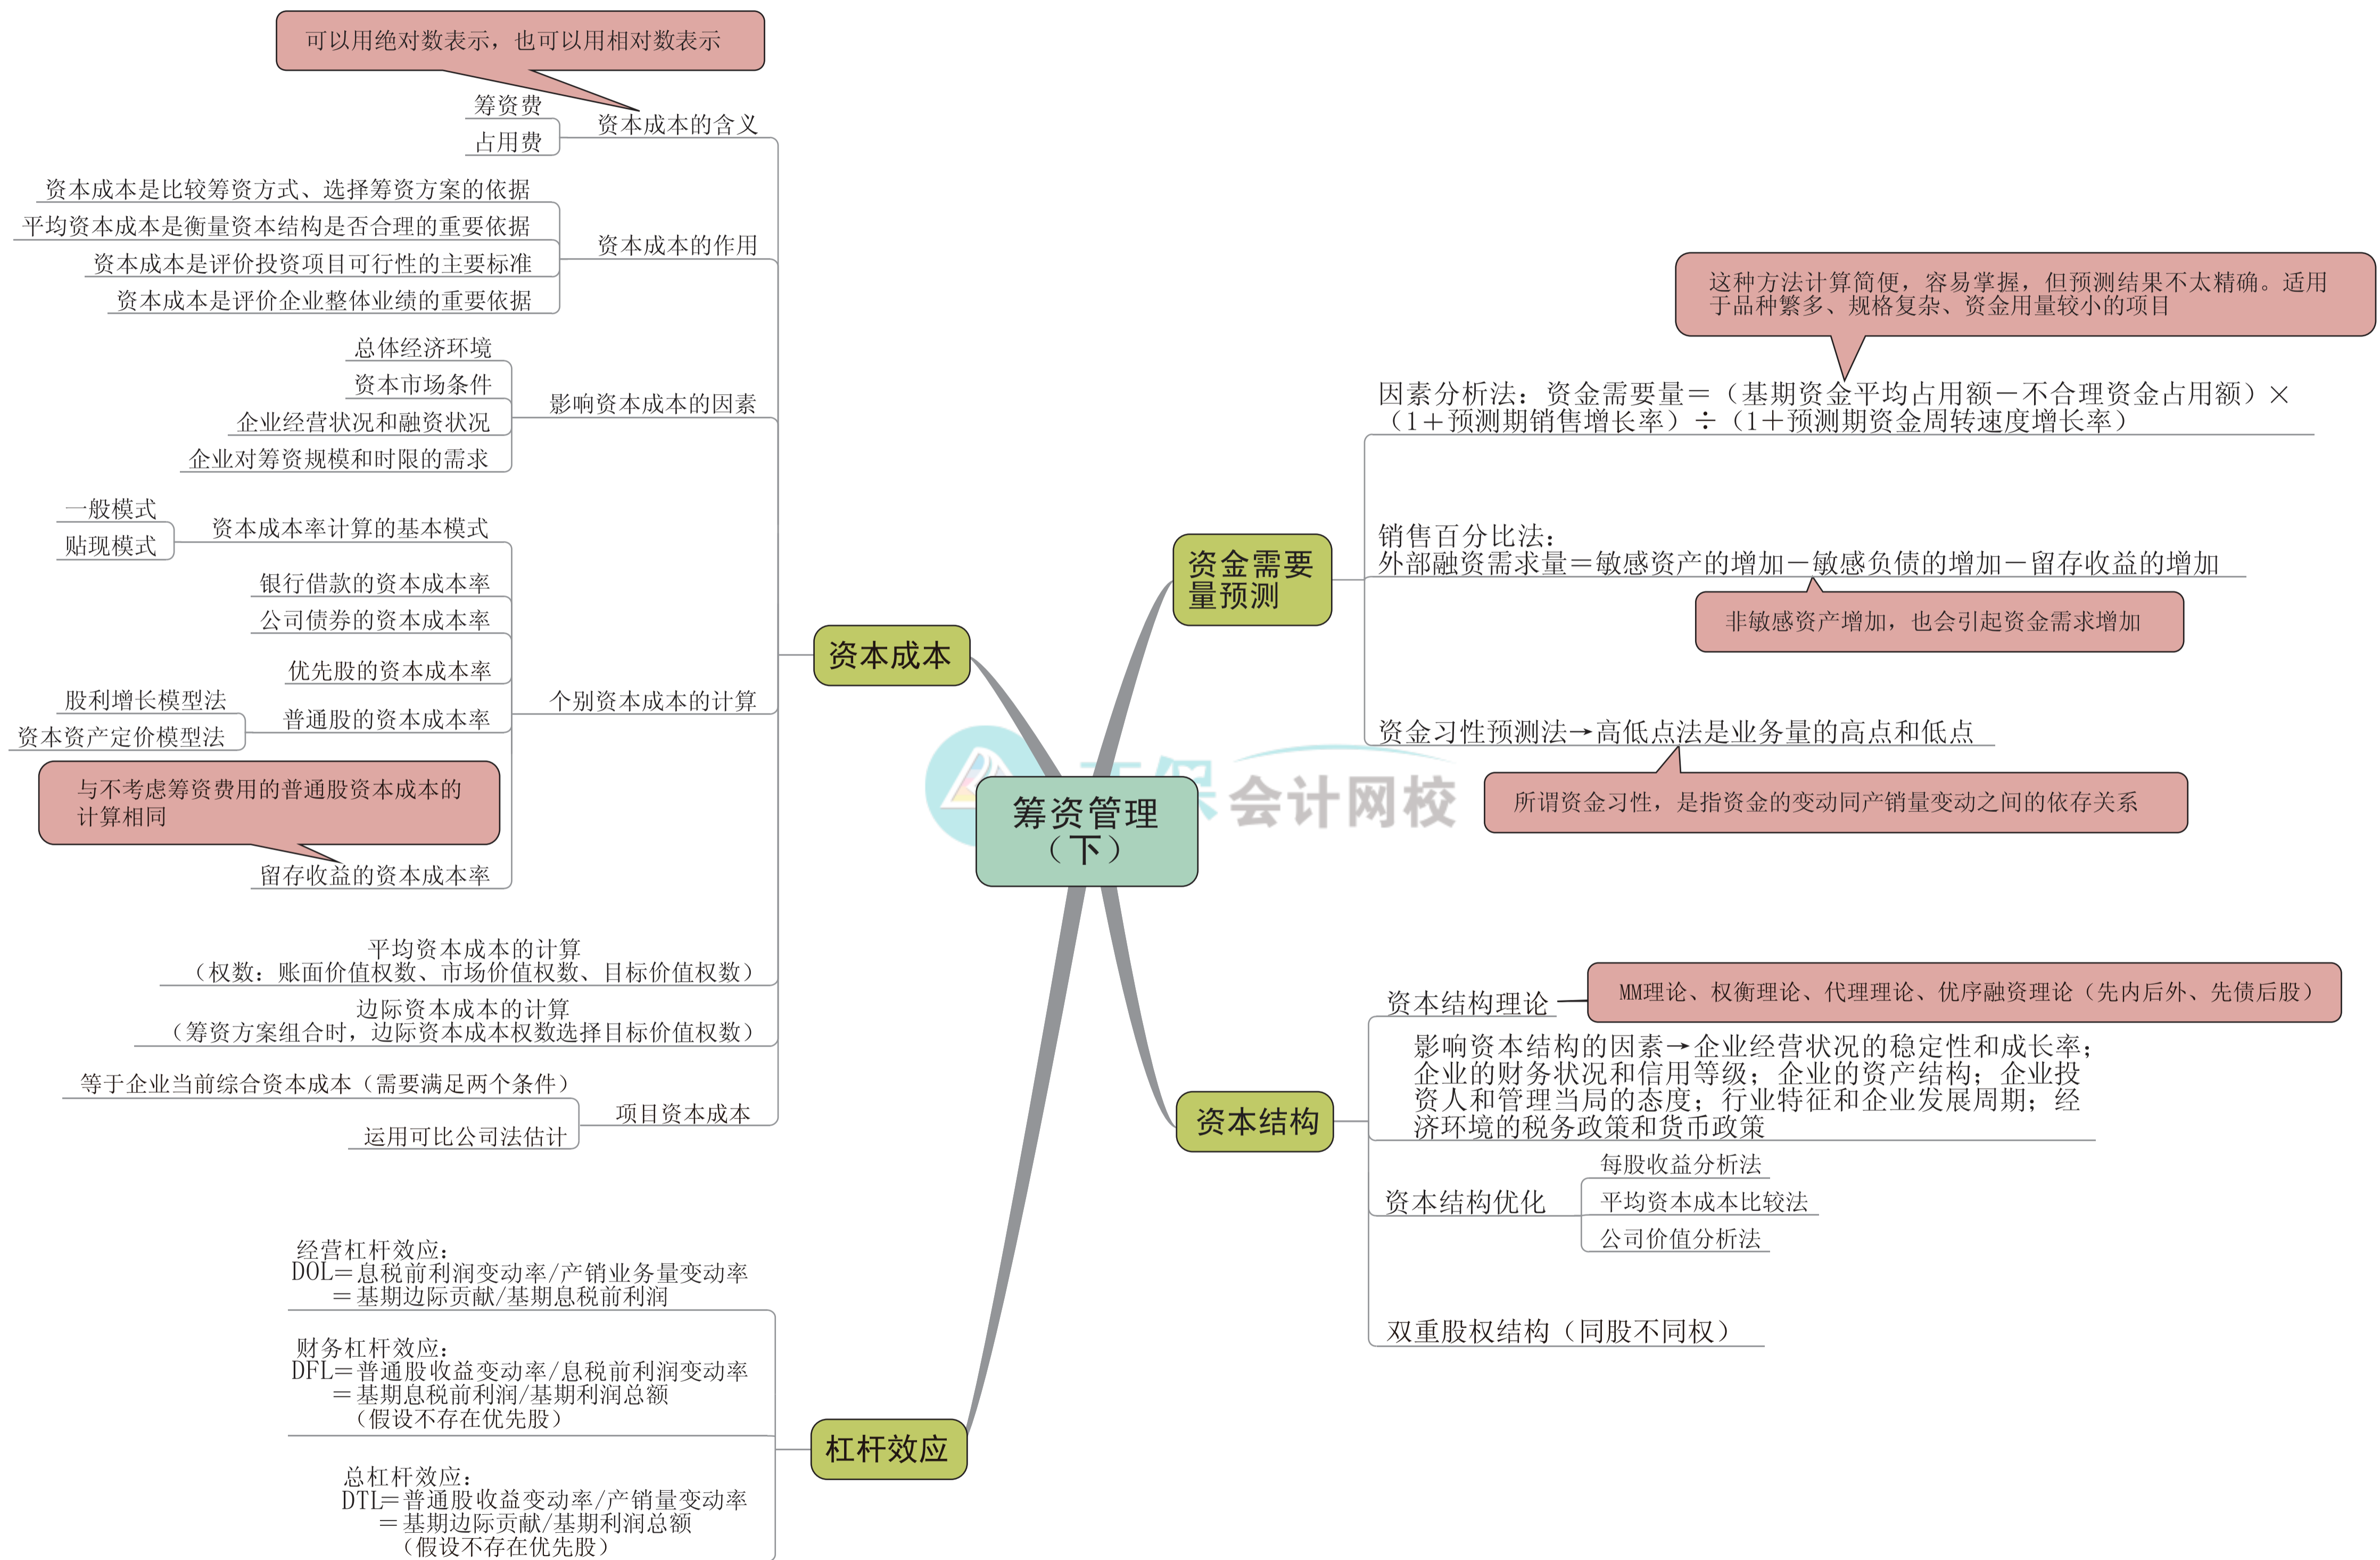 可以用绝对数表示，也可以用相对数表示
筹资费
占用费
资本成本的含义
资本成本是比较筹资方式、选择筹资方案的依据
平均资本成本是衡量资本结构是否合理的重要依据
资本成本是评价投资项目可行性的主要标准
资本成本是评价企业整体业绩的重要依据
资本成本的作用
总体经济环境
资本市场条件
企业经营状况和融资状况
企业对筹资规模和时限的需求
影响资本成本的因素
一般模式
贴现模式
资本成本率计算的基本模式
银行借款的资本成本率
公司债券的资本成本率
优先股的资本成本率
股利增长模型法
资本资产定价模型法
普通股的资本成本率
与不考虑筹资费用的普通股资本成本的
计算相同
留存收益的资本成本率
个别资本成本的计算
平均资本成本的计算
（权数：账面价值权数、市场价值权数、目标价值权数）
边际资本成本的计算
（筹资方案组合时，边际资本成本权数选择目标价值权数）
等于企业当前综合资本成本（需要满足两个条件）
运用可比公司法估计
项目资本成本
资本成本
经营杠杆效应：
DOL＝息税前利润变动率/产销业务量变动率
＝基期边际贡献/基期息税前利润
财务杠杆效应：
DFL＝普通股收益变动率/息税前利润变动率
＝基期息税前利润/基期利润总额
（假设不存在优先股）
总杠杆效应：
DTL＝普通股收益变动率/产销量变动率
＝基期边际贡献/基期利润总额
（假设不存在优先股）
杠杆效应
筹资管理
（下）
会计网校
资金需要
量预测
这种方法计算简便，容易掌握，但预测结果不太精确。适用
于品种繁多、规格复杂、资金用量较小的项目
因素分析法：资金需要量＝（基期资金平均占用额－不合理资金占用额）×
（1＋预测期销售增长率）÷（1＋预测期资金周转速度增长率）
销售百分比法：
外部融资需求量＝敏感资产的增加－敏感负债的增加－留存收益的增加
非敏感资产增加，也会引起资金需求增加
资金习性预测法→高低点法是业务量的高点和低点
所谓资金习性，是指资金的变动同产销量变动之间的依存关系
资本结构
资本结构理论
MM理论、权衡理论、代理理论、优序融资理论（先内后外、先债后股）
影响资本结构的因素→企业经营状况的稳定性和成长率；
企业的财务状况和信用等级；企业的资产结构；企业投
资人和管理当局的态度；行业特征和企业发展周期；经
济环境的税务政策和货币政策
资本结构优化
每股收益分析法
平均资本成本比较法
公司价值分析法
双重股权结构（同股不同权）